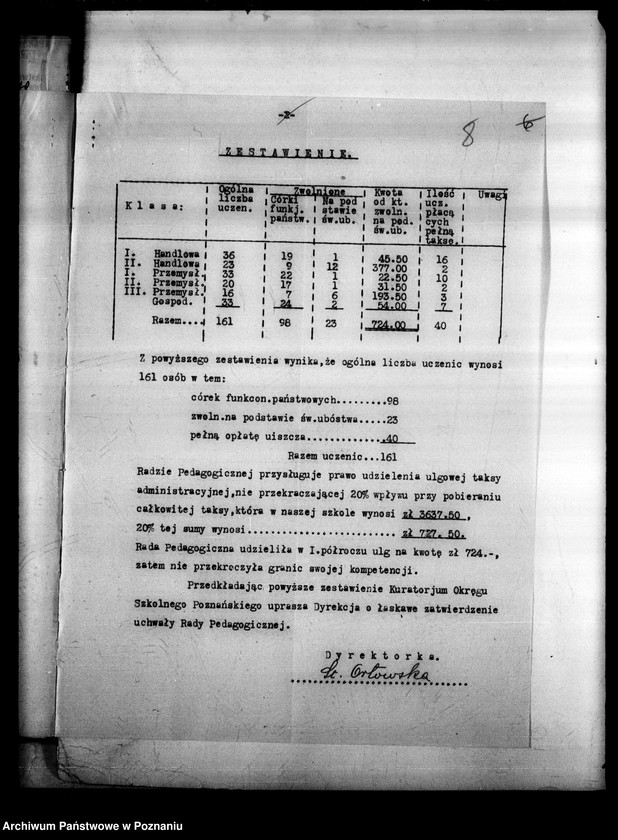 -2-
8 6
ZESTAWIENIE.
Klasa: Ogólna liczba uczen. Zwolnione Córki funkj. państw. Na pod stawie św.ub. Kwota od kt. zwoln. na pod. św.ub. Ilość ucz. płacą cych pełną taksę. Uwagi
I. Handlowa 36 19 1 45.50 16
II. Handlowa 23 9 12 377.00 2
I. Przemysł. 33 22 1 22.50 10
II. Przemysł. 20 17 1 31.50 2
III. Przemysł. 16 7 6 193.50 3
Gospod. 33 24 2 54.00 7
Razem.... 161 98 23 724.00 40
Z powyższego zestawienia wynika,że ogólna liczba uczenic wynosi
161 osób w tem:
córek funkcon.państwowych.........98
zwoln.na podstawie św.ubóstwa.....23
pełną opłatę uiszcza..............40
Razem uczenic...161
Radzie Pedagogicznej przysługuje prawo udzielenia ulgowej taksy
administracyjnej,nie przekraczającej 20% wpływu przy pobieraniu
całkowitej taksy,która w naszej szkole wynosi zł 3637.50,
20% tej sumy wynosi........................ zł 727. 50.
Rada Pedagogiczna udzieliła w I.półroczu ulg na kwotę zł 724.-,
zatem nie przekroczyła granic swojej kompetencji.
Przedkładając powyższe zestawienie Kuratorjum Okręgu
Szkolnego Poznańskiego uprasza Dyrekcja o łaskawe zatwierdzenie
uchwały Rady Pedagogicznej.
Dyrektorka.
Orłowska
Archiwum Państwowe w Poznaniu